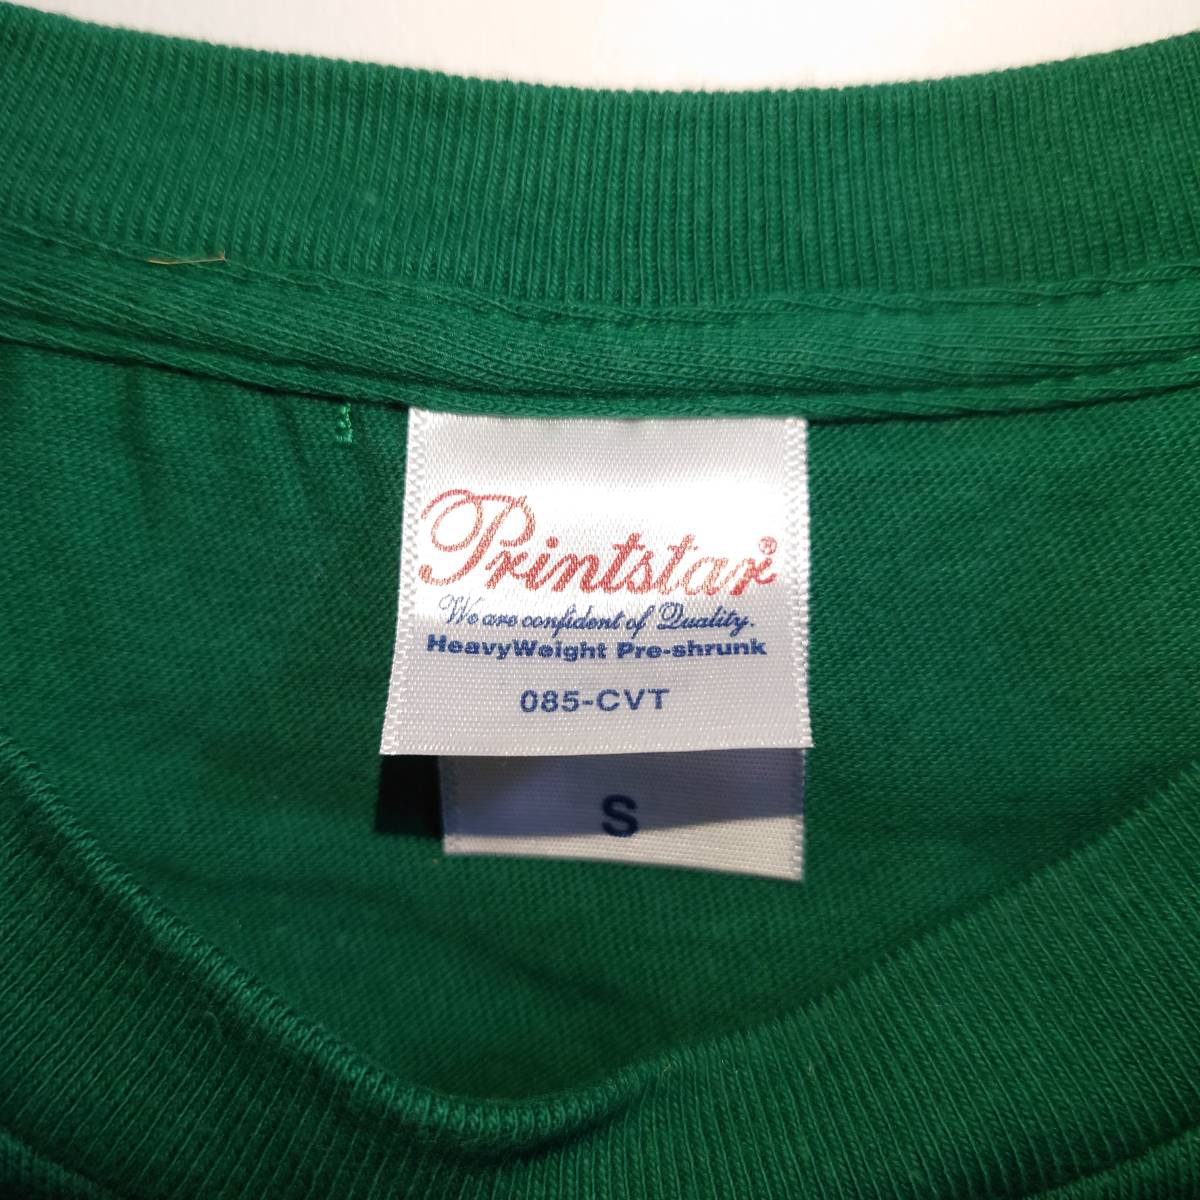 Printstar®
We are confident of Quality.
HeavyWeight Pre-shrunk
085-CVT
S